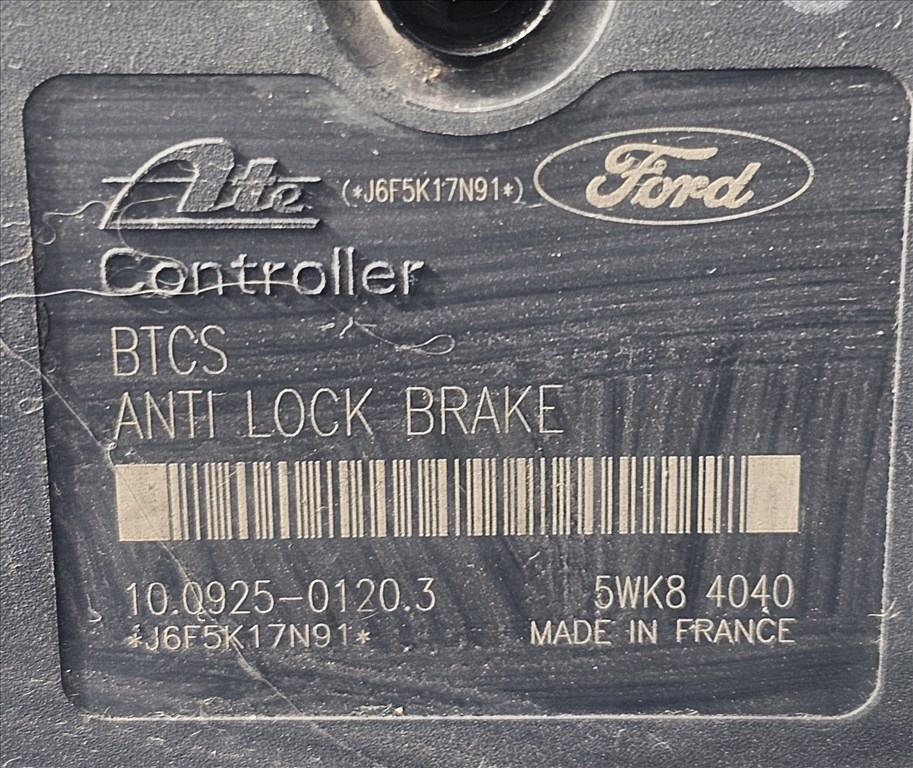 Ate (*J6F5K17N91*) Ford
Controller
BTCS
ANTI LOCK BRAKE
10.0925-0120.3 5WK8 4040
*J6F5K17N91* MADE IN FRANCE